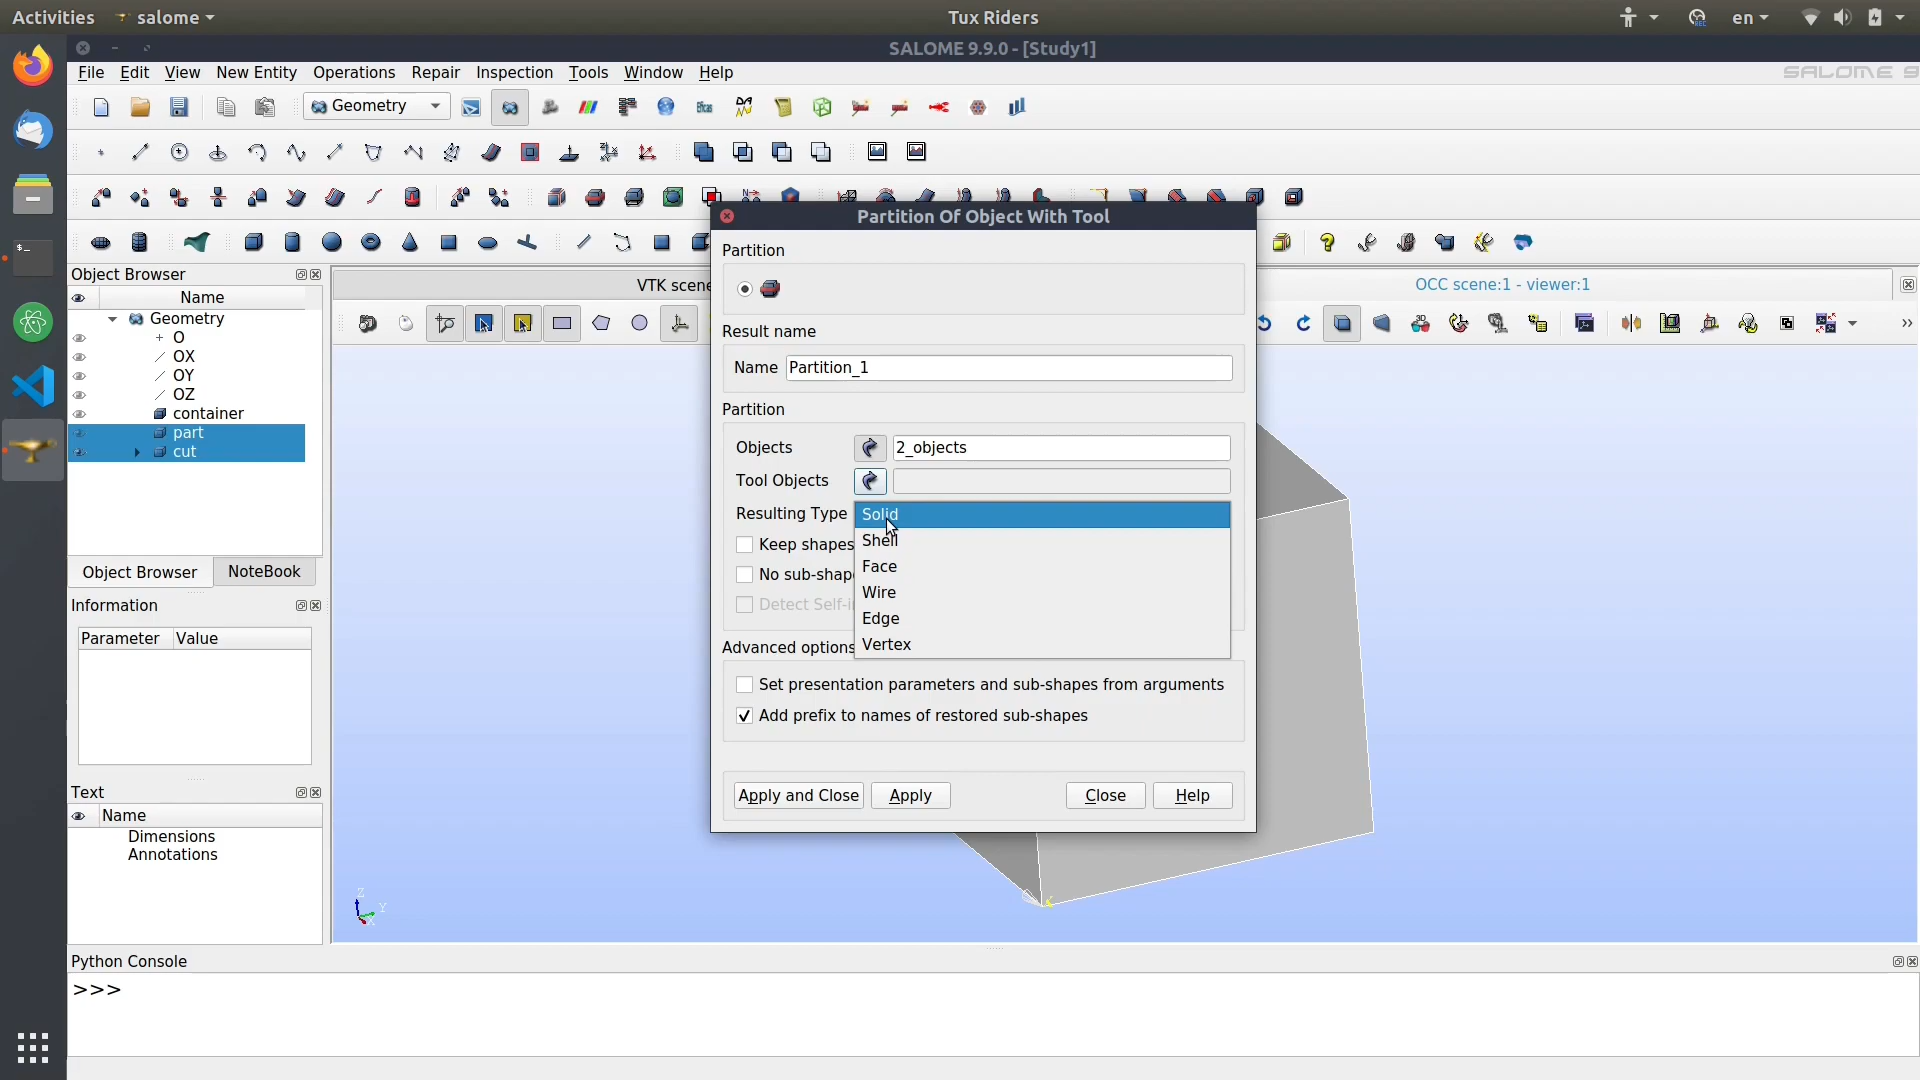 Activities
salome
Tux Riders
en
SALOME 9.9.0 - [Study1]
File Edit View New Entity Operations Repair Inspection Tools Window Help
SALOME 9
Geometry
Object Browser
Name
Geometry
O
OX
OY
OZ
container
part
cut
Object Browser
NoteBook
Information
Parameter Value
Text
Name
Dimensions
Annotations
VTK scene
OCC scene:1 - viewer:1
Partition Of Object With Tool
Partition
Result name
Name Partition_1
Partition
Objects 2_objects
Tool Objects
Resulting Type
Solid
Shell
Face
Wire
Edge
Vertex
Keep shapes
No sub-shap
Detect Self-i
Advanced options
Set presentation parameters and sub-shapes from arguments
Add prefix to names of restored sub-shapes
Apply and Close
Apply
Close
Help
Z
Y
X
Python Console
>>>